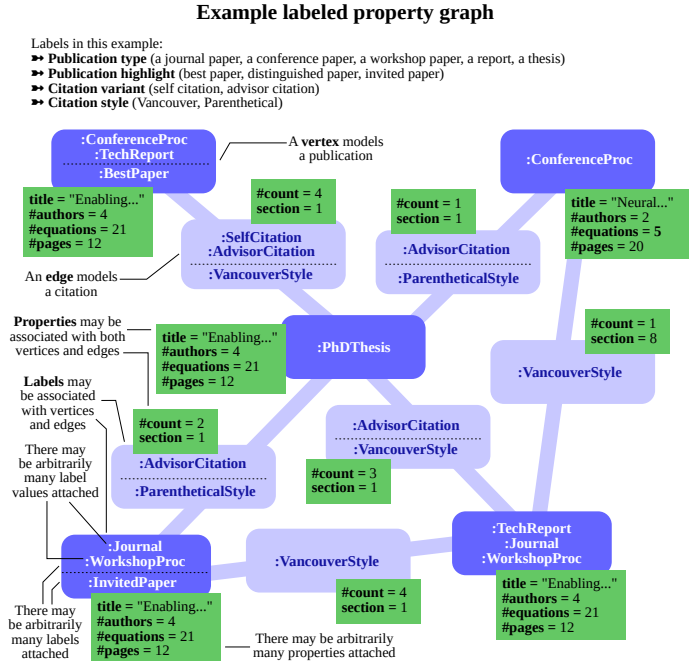 Example labeled property graph
Labels in this example:
➽ Publication type (a journal paper, a conference paper, a workshop paper, a report, a thesis)
➽ Publication highlight (best paper, distinguished paper, invited paper)
➽ Citation variant (self citation, advisor citation)
➽ Citation style (Vancouver, Parenthetical)
:ConferenceProc
:TechReport
:BestPaper
title = "Enabling..."
#authors = 4
#equations = 21
#pages = 12
A vertex models
a publication
:ConferenceProc
title = "Neural..."
#authors = 2
#equations = 5
#pages = 20
#count = 4
section = 1
:SelfCitation
:AdvisorCitation
:VancouverStyle
#count = 1
section = 1
:AdvisorCitation
:ParentheticalStyle
An edge models
a citation
Properties may be
associated with both
vertices and edges
title = "Enabling..."
#authors = 4
#equations = 21
#pages = 12
:PhDThesis
#count = 1
section = 8
:VancouverStyle
Labels may
be associated
with vertices
and edges
#count = 2
section = 1
:AdvisorCitation
:ParentheticalStyle
:AdvisorCitation
:VancouverStyle
#count = 3
section = 1
There may
be arbitrarily
many label
values attached
:Journal
:WorkshopProc
:InvitedPaper
title = "Enabling..."
#authors = 4
#equations = 21
#pages = 12
:VancouverStyle
#count = 4
section = 1
:TechReport
:Journal
:WorkshopProc
title = "Enabling..."
#authors = 4
#equations = 21
#pages = 12
There may
be arbitrarily
many labels
attached
There may be arbitrarily
many properties attached